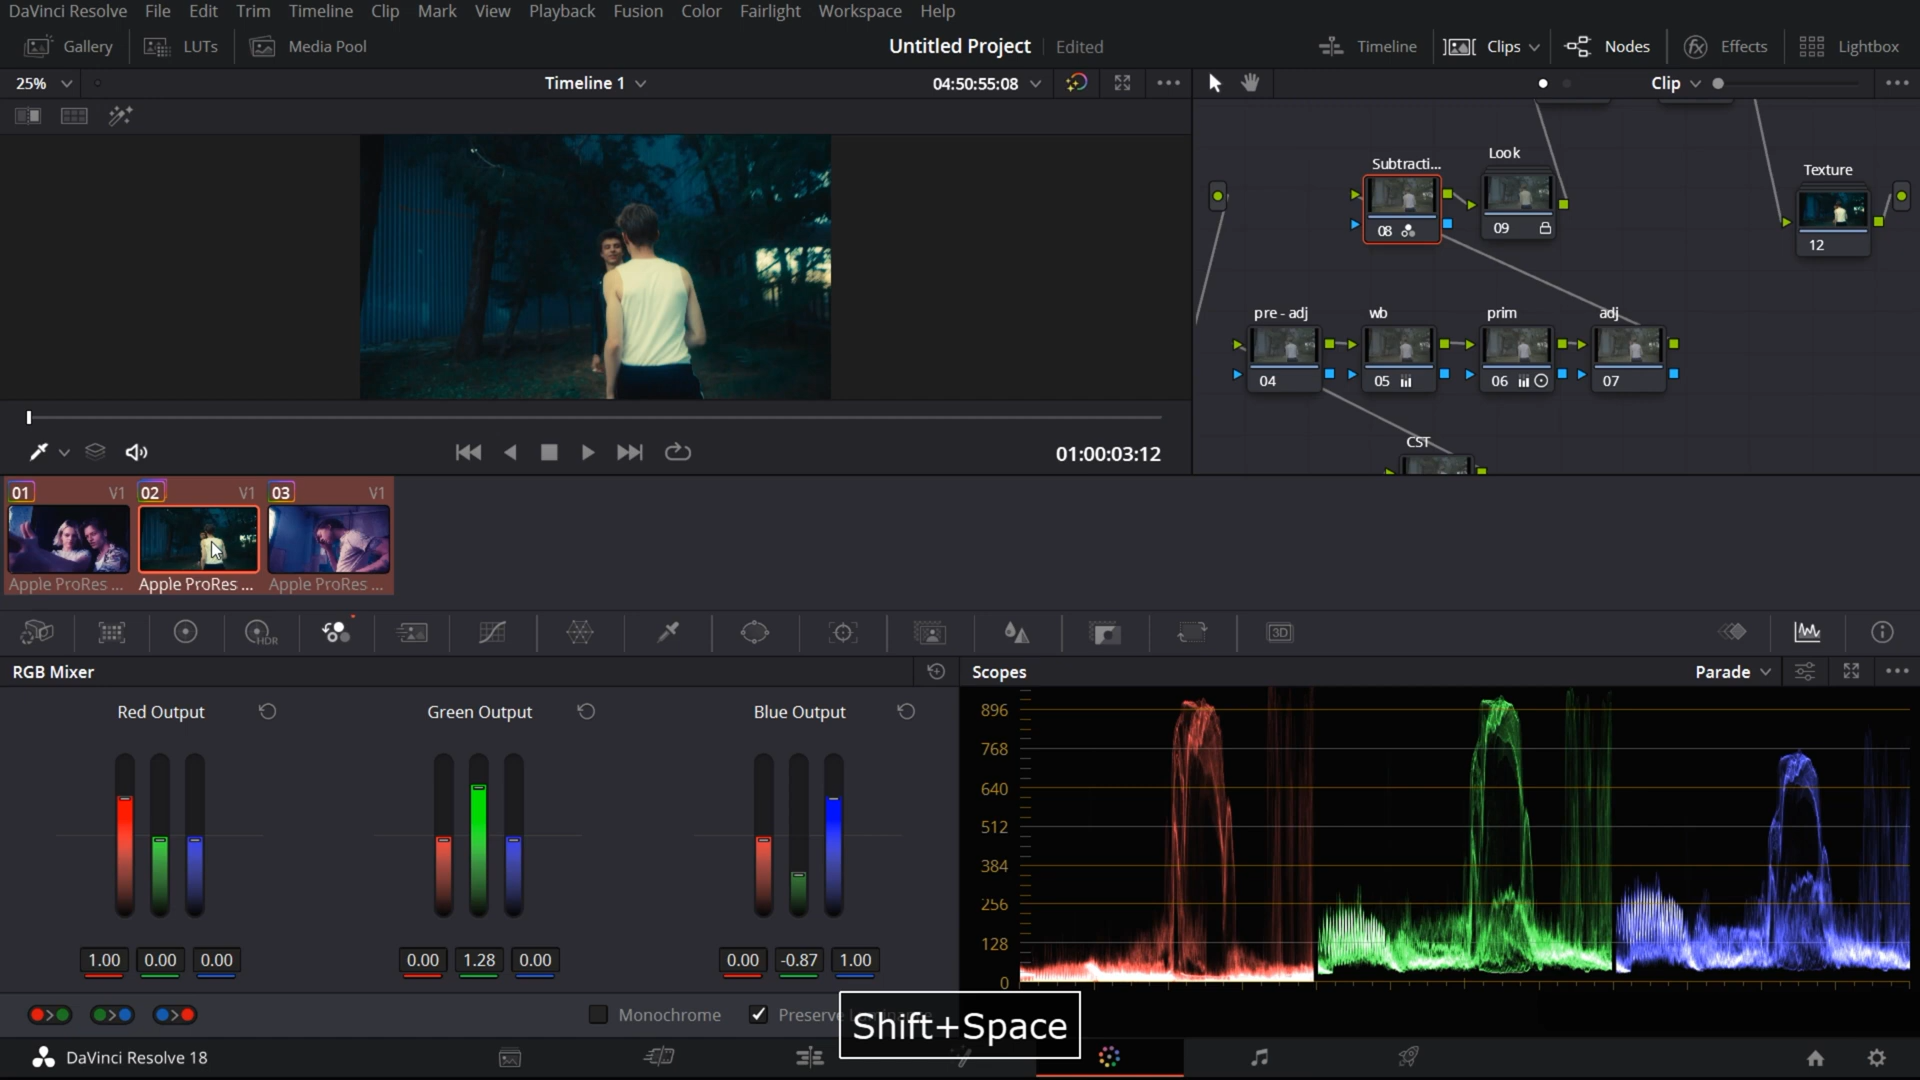 DaVinci Resolve File Edit Trim Timeline Clip Mark View Playback Fusion Color Fairlight Workspace Help
Gallery LUTs Media Pool Untitled Project Edited Timeline Clips Nodes Effects Lightbox
25% Timeline 1 04:50:55:08 Clip
Look
Subtracti...
Texture
08
09
12
pre - adj wb prim adj
04 05 06 07
CST
01:00:03:12
01 V1 02 V1 03 V1
Apple ProRes ... Apple ProRes ... Apple ProRes ...
HDR
3D
RGB Mixer
Scopes
Parade
Red Output
Green Output
Blue Output
896
768
640
512
384
256
128
0
1.00 0.00 0.00
0.00 1.28 0.00
0.00 -0.87 1.00
Monochrome
Preserve
Shift+Space
DaVinci Resolve 18